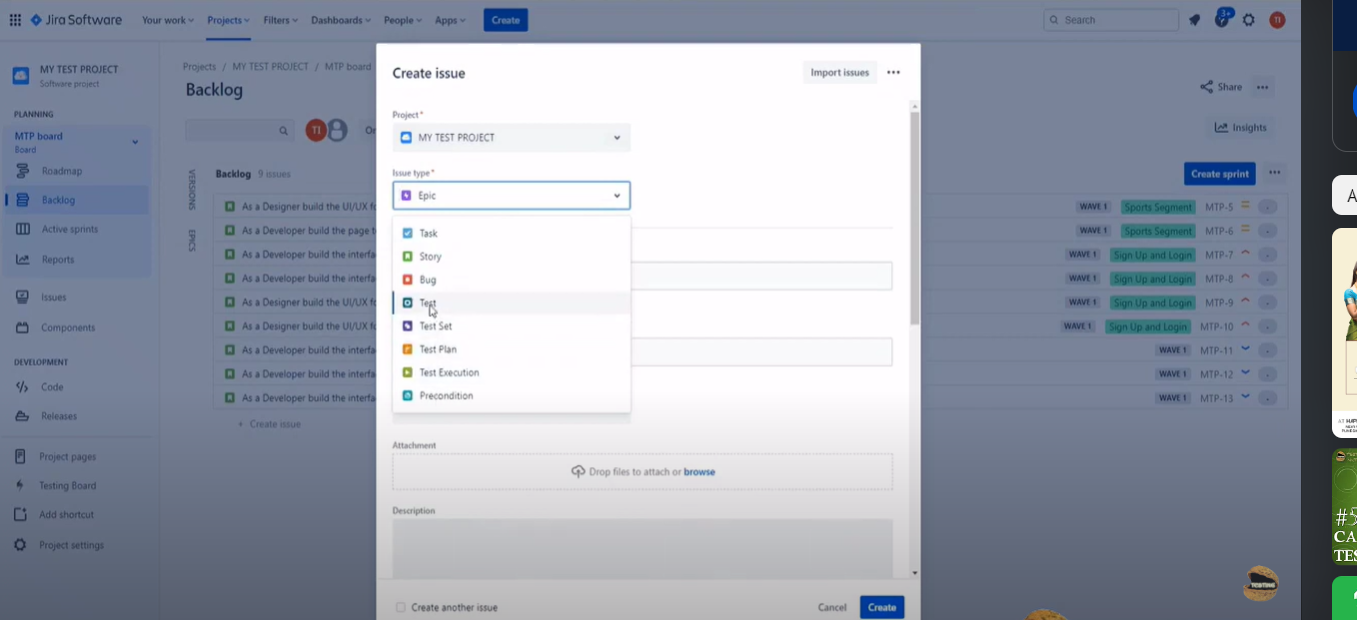 Jira Software
Your work
Projects
Filters
Dashboards
People
Apps
Create
Search
3+
TI
MY TEST PROJECT
Software project
PLANNING
MTP board
Board
Roadmap
Backlog
Active sprints
Reports
Issues
Components
DEVELOPMENT
Code
Releases
Project pages
Testing Board
Add shortcut
Project settings
Projects / MY TEST PROJECT / MTP board
Backlog
TI
Share
Insights
VERSIONS
EPICS
Backlog 9 issues
Create sprint
As a Designer build the UI/UX fo
WAVE 1 Sports Segment MTP-5
As a Developer build the page t
WAVE 1 Sports Segment MTP-6
As a Developer build the interfa
WAVE 1 Sign Up and Login MTP-7
As a Developer build the interfa
WAVE 1 Sign Up and Login MTP-8
As a Designer build the UI/UX fo
WAVE 1 Sign Up and Login MTP-9
As a Designer build the UI/UX fo
WAVE 1 Sign Up and Login MTP-10
As a Developer build the interfa
WAVE 1 MTP-11
As a Developer build the interfa
WAVE 1 MTP-12
As a Developer build the interfa
WAVE 1 MTP-13
+ Create issue
Create issue
Import issues
Project*
MY TEST PROJECT
Issue type*
Epic
Task
Story
Bug
Test
Test Set
Test Plan
Test Execution
Precondition
Attachment
Drop files to attach or browse
Description
Create another issue
Cancel
Create
TESTING
A
CA
TES